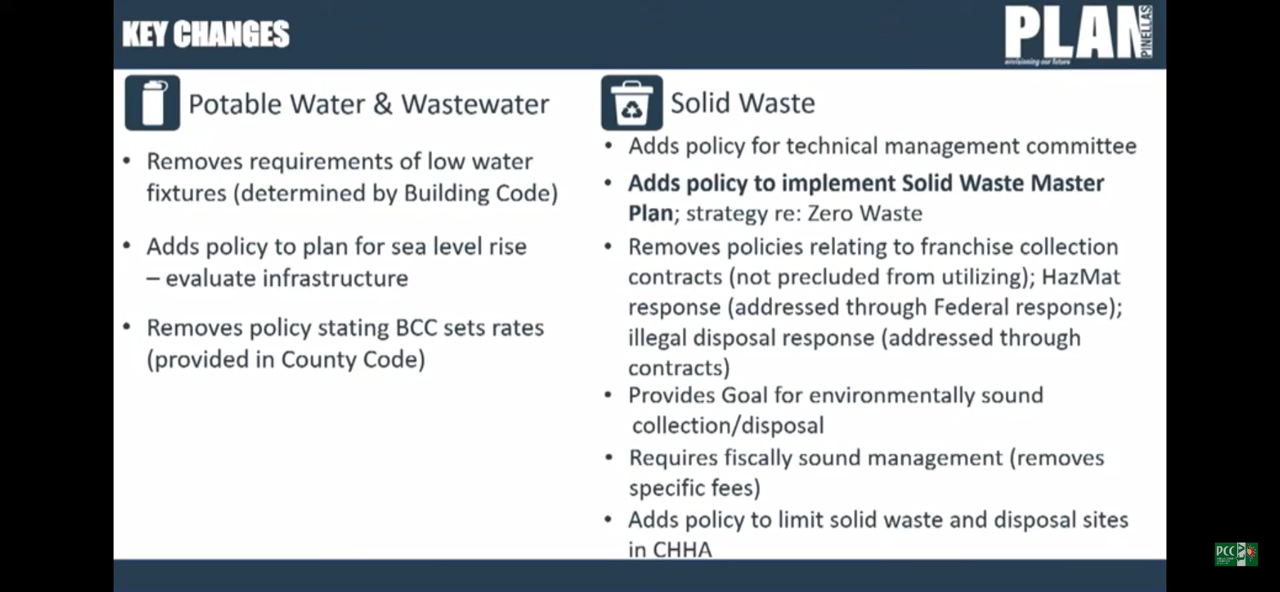 KEY CHANGES
PLAN
PINELLAS
envisioning our future
Potable Water & Wastewater
• Removes requirements of low water
fixtures (determined by Building Code)
• Adds policy to plan for sea level rise
– evaluate infrastructure
• Removes policy stating BCC sets rates
(provided in County Code)
Solid Waste
• Adds policy for technical management committee
• Adds policy to implement Solid Waste Master
Plan; strategy re: Zero Waste
• Removes policies relating to franchise collection
contracts (not precluded from utilizing); HazMat
response (addressed through Federal response);
illegal disposal response (addressed through
contracts)
• Provides Goal for environmentally sound
collection/disposal
• Requires fiscally sound management (removes
specific fees)
• Adds policy to limit solid waste and disposal sites
in CHHA
PCC